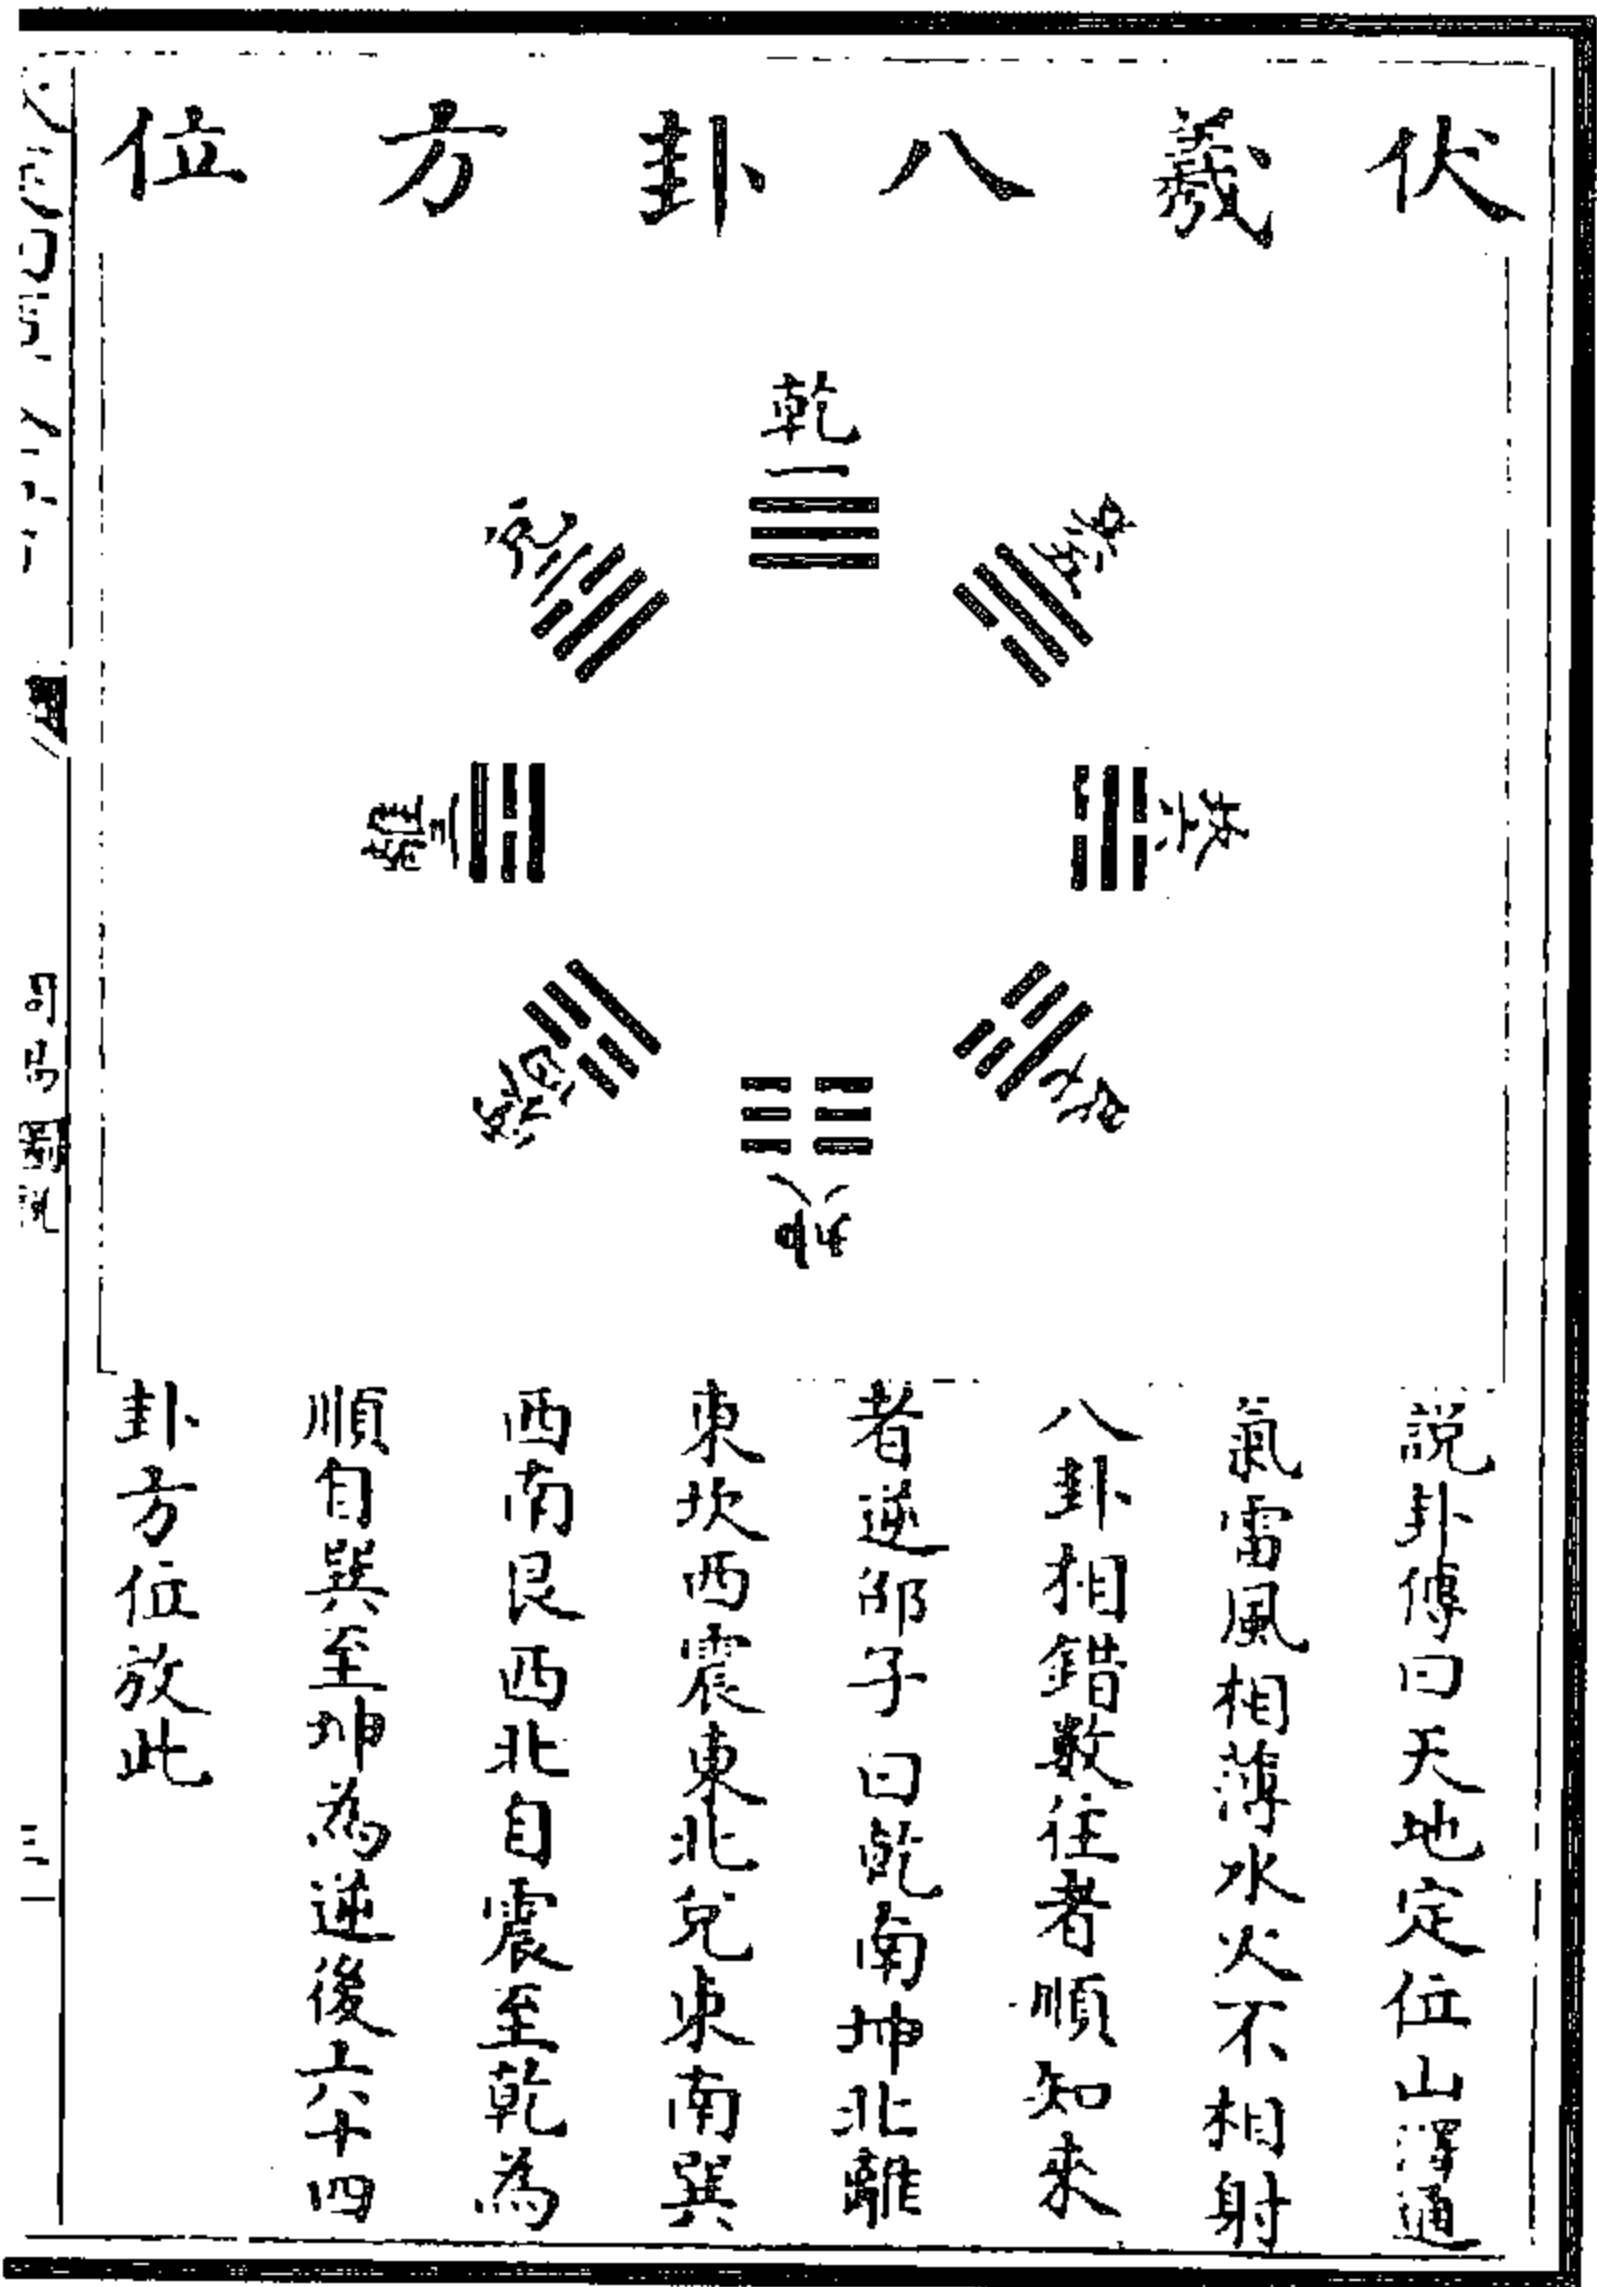 伏羲八卦方位
乾一
兌二
離三
震四
巽五
坎六
艮七
坤八
説卦傳曰天地定位山澤通
氣雷風相薄水火不相射
八卦相錯數往者順知來
者逆邵子曰乾南坤北離
東坎西震東北兌東南巽
西南艮西北自震至乾為
順自巽至坤為逆後六十四
卦方位放此